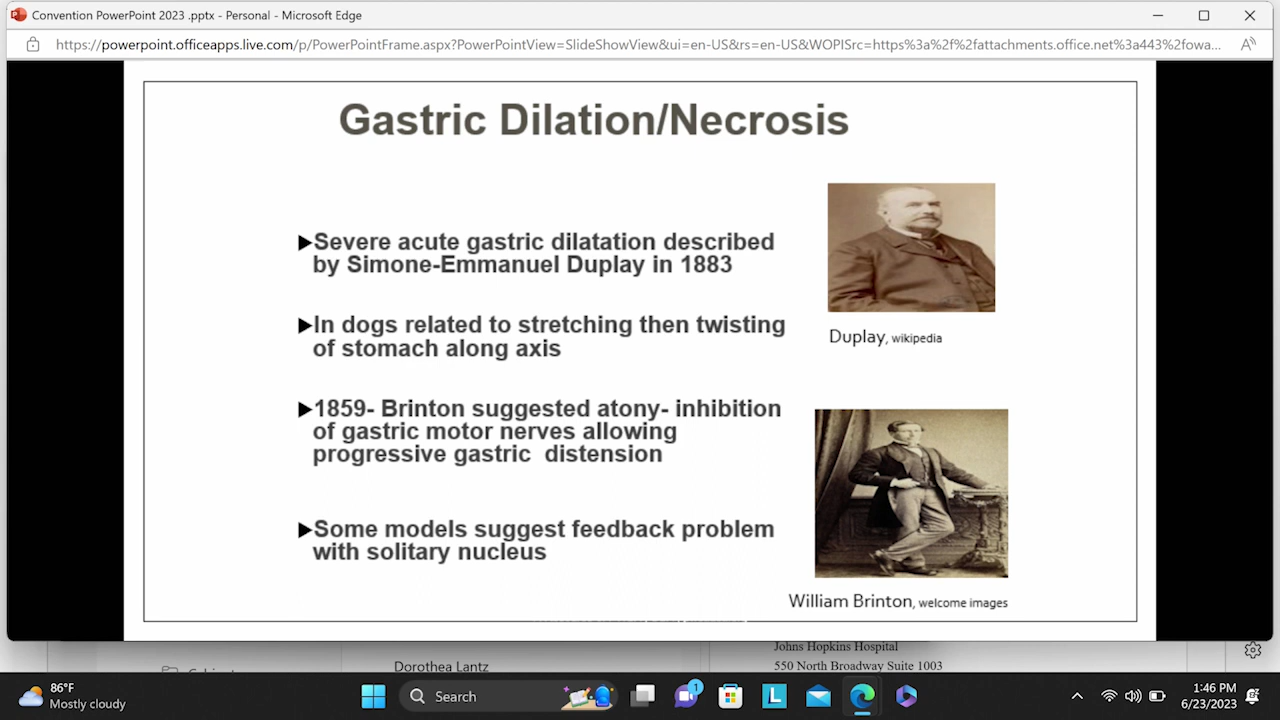 Convention PowerPoint 2023 .pptx - Personal - Microsoft Edge
https://powerpoint.officeapps.live.com/p/PowerPointFrame.aspx?PowerPointView=SlideShowView&ui=en-US&rs=en-US&WOPISrc=https%3a%2f%2fattachments.office.net%3a443%2fowa...
Gastric Dilation/Necrosis
▶Severe acute gastric dilatation described
by Simone-Emmanuel Duplay in 1883
▶In dogs related to stretching then twisting
of stomach along axis
▶1859- Brinton suggested atony- inhibition
of gastric motor nerves allowing
progressive gastric distension
▶Some models suggest feedback problem
with solitary nucleus
Duplay, wikipedia
William Brinton, welcome images
Johns Hopkins Hospital
Dorothea Lantz
550 North Broadway Suite 1003
86°F
Mostly cloudy
Search
1
L
1:46 PM
6/23/2023